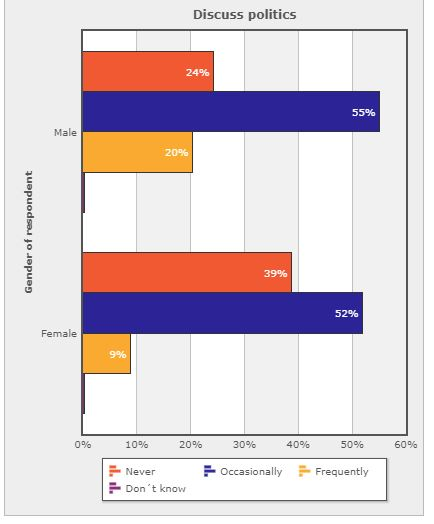 Discuss politics
Gender of respondent
Male
24%
55%
20%
Female
39%
52%
9%
0% 10% 20% 30% 40% 50% 60%
Never Occasionally Frequently
Don´t know